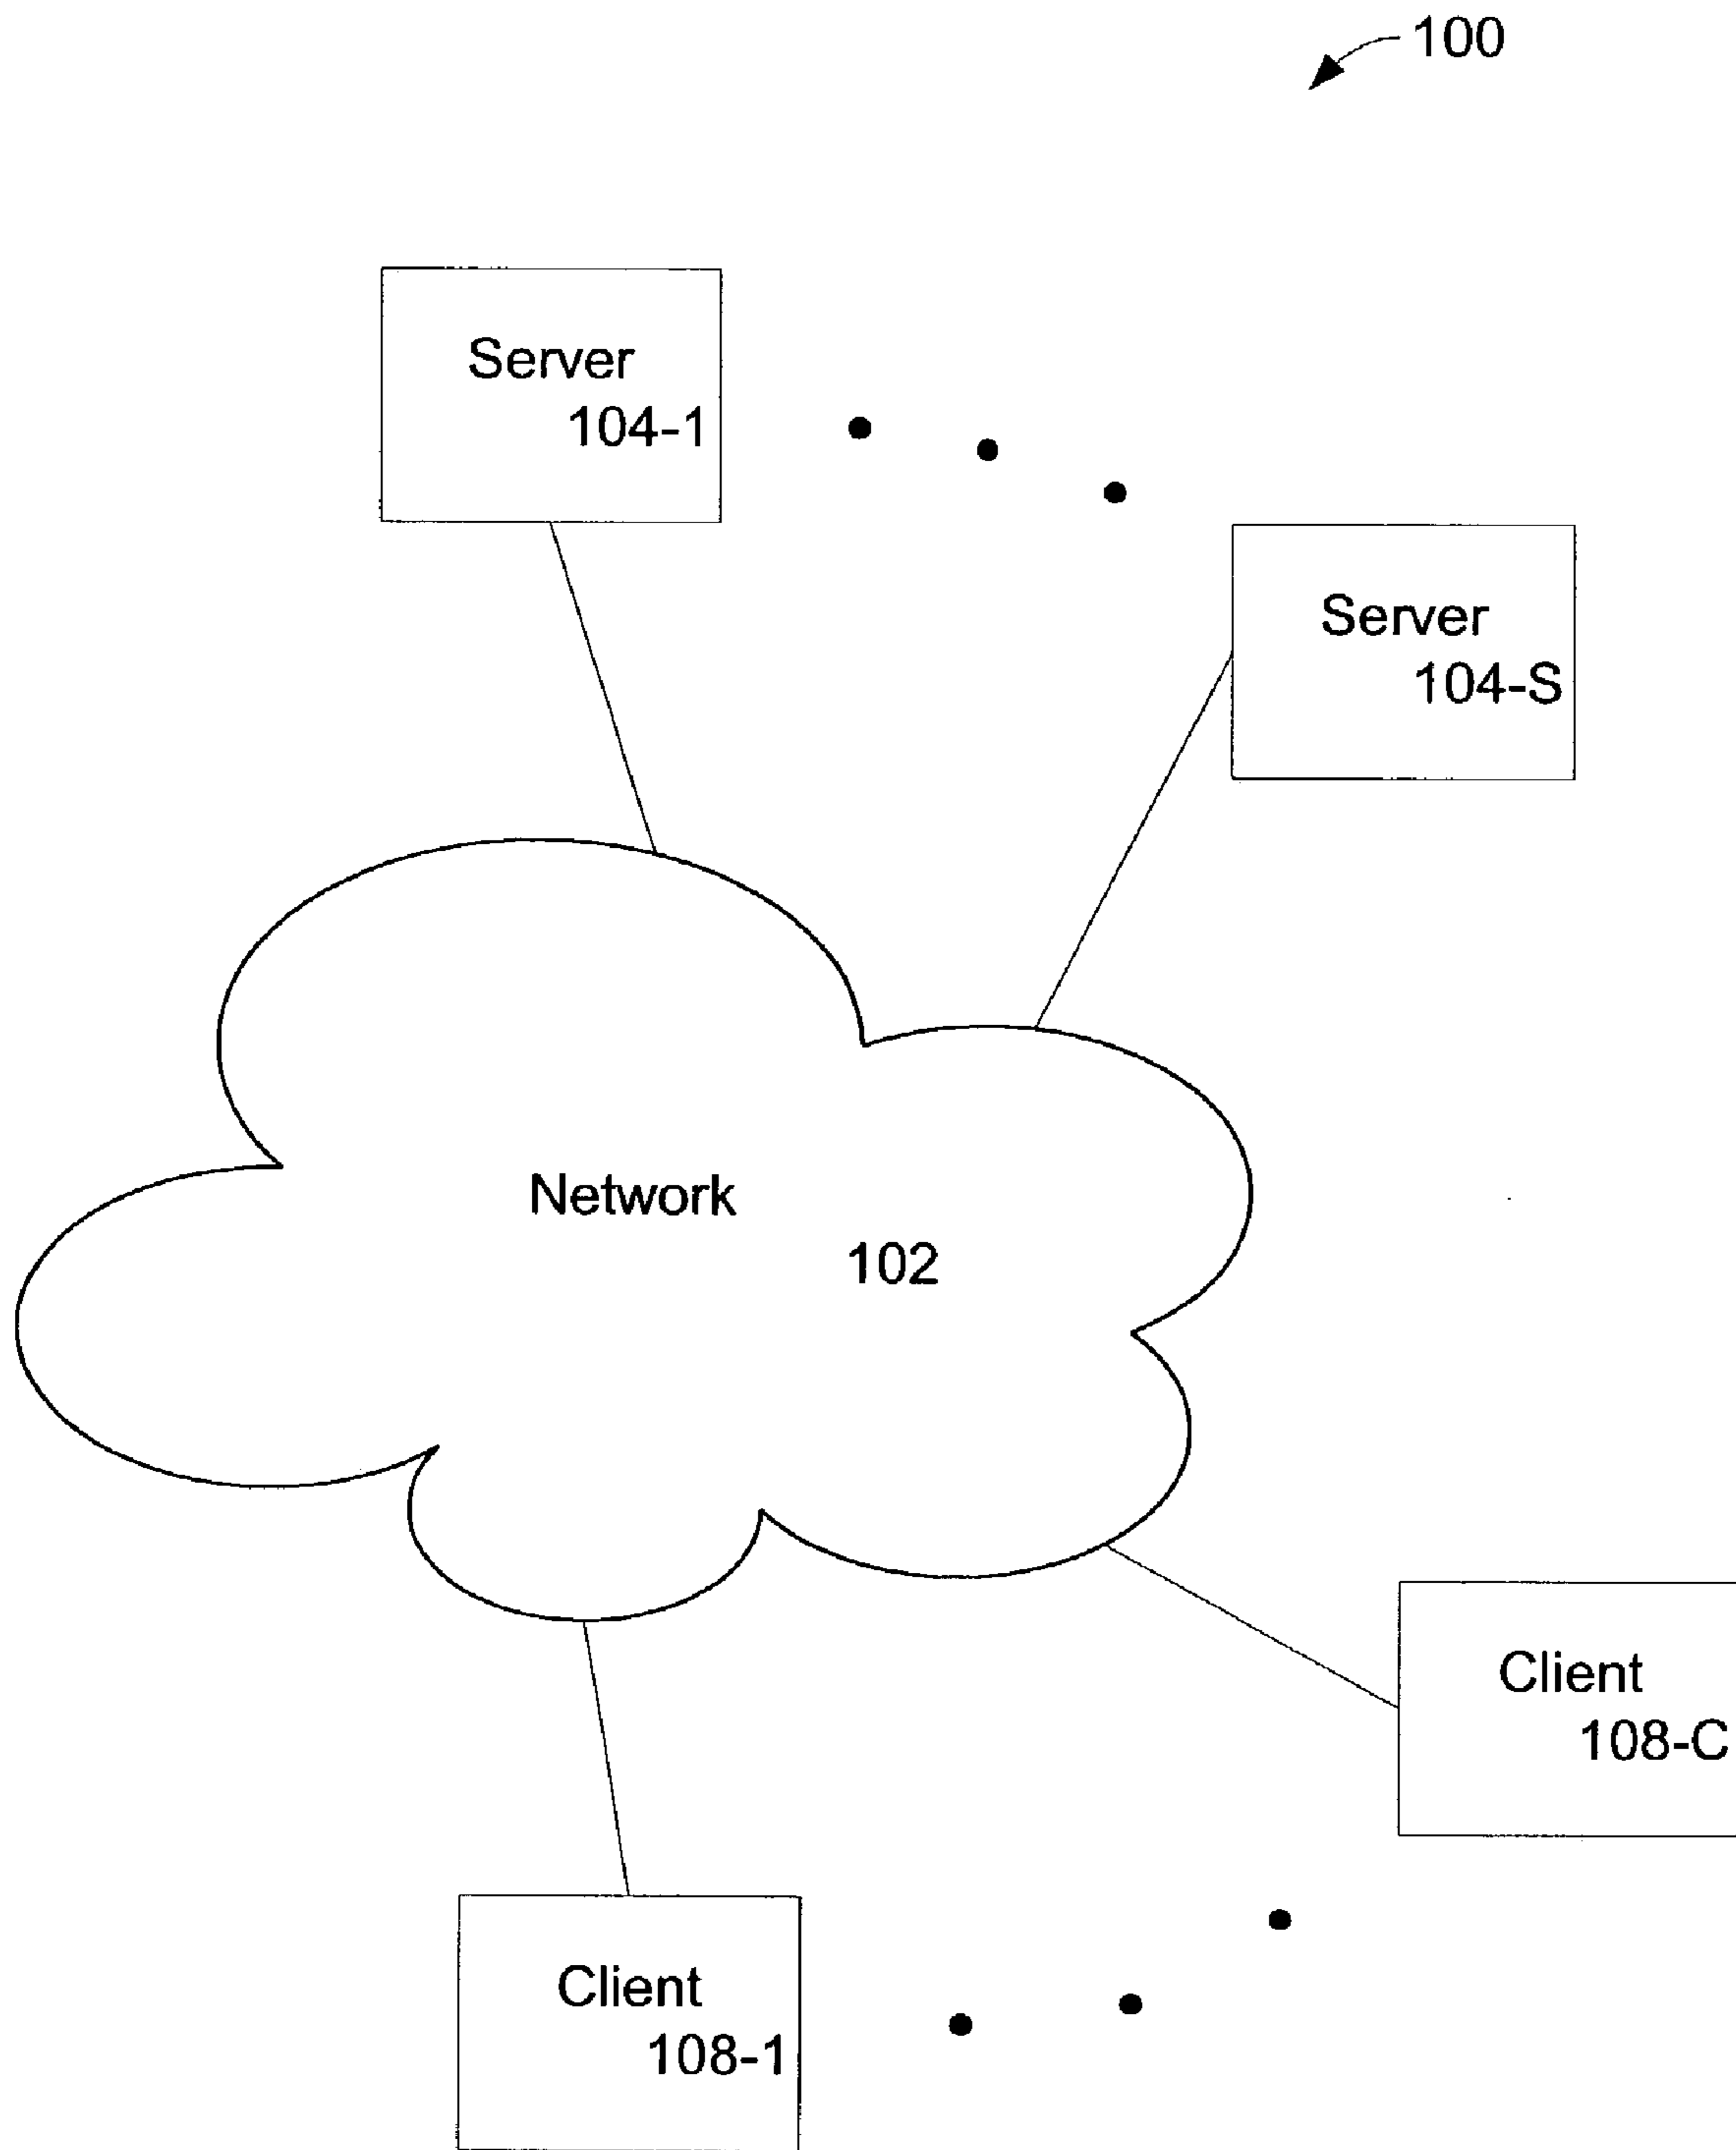 100
Server
104-1
Server
104-S
Network
102
Client
108-C
Client
108-1